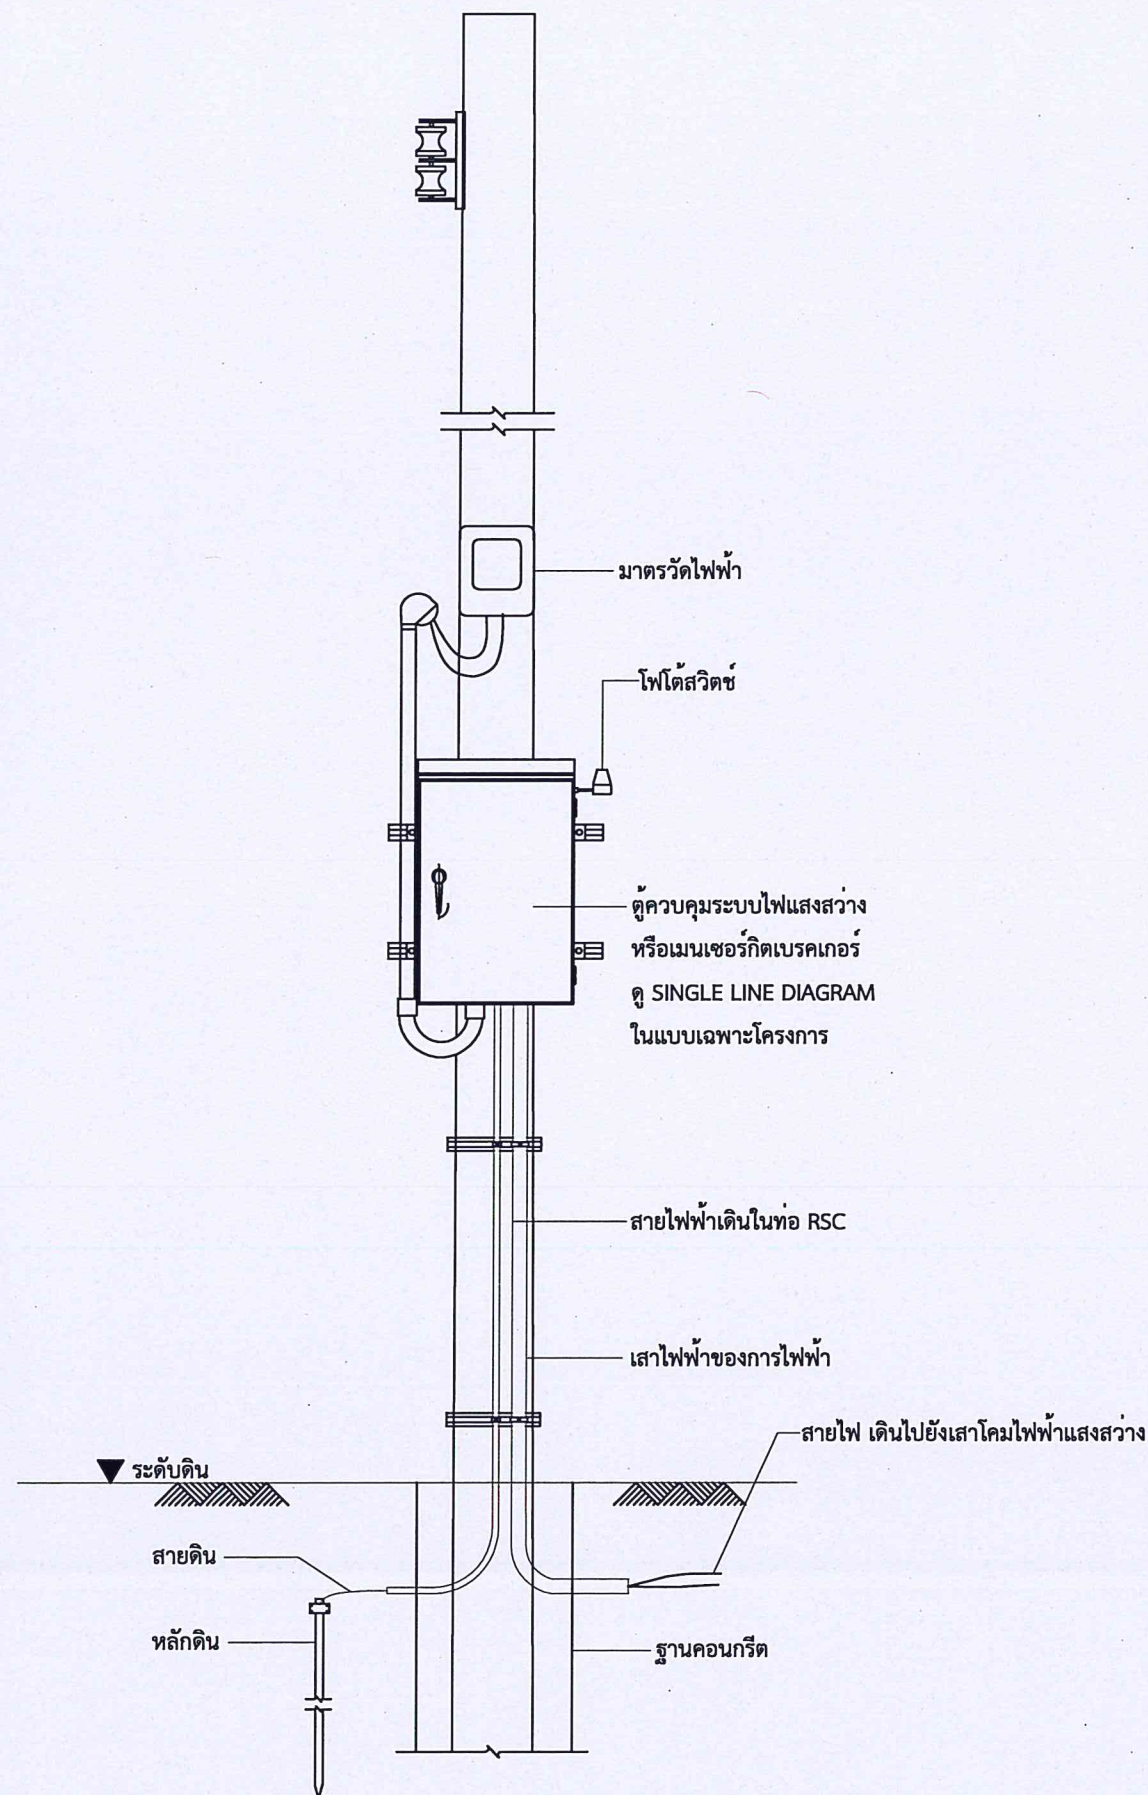 มาตรวัดไฟฟ้า
โฟโต้สวิตช์
ตู้ควบคุมระบบไฟแสงสว่าง
หรือเมนเซอร์กิตเบรคเกอร์
ดู SINGLE LINE DIAGRAM
ในแบบเฉพาะโครงการ
สายไฟฟ้าเดินในท่อ RSC
เสาไฟฟ้าของการไฟฟ้า
สายไฟ เดินไปยังเสาโคมไฟฟ้าแสงสว่าง
ระดับดิน
สายดิน
หลักดิน
ฐานคอนกรีต